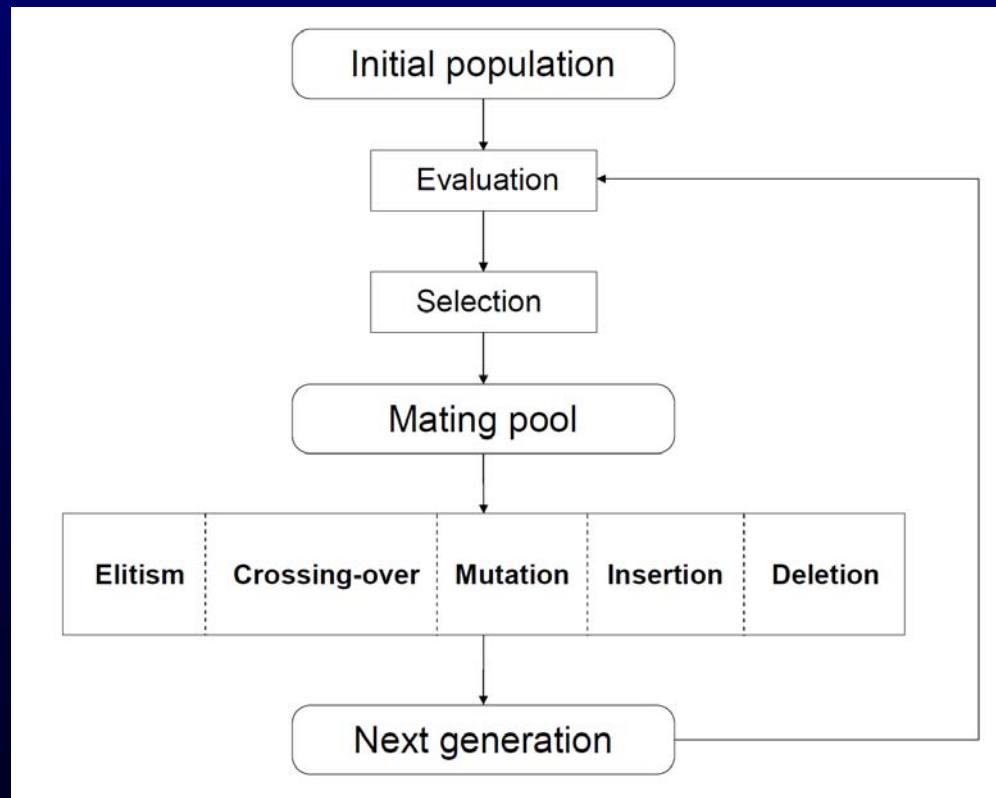 Initial population
Evaluation
Selection
Mating pool
Elitism Crossing-over Mutation Insertion Deletion
Next generation